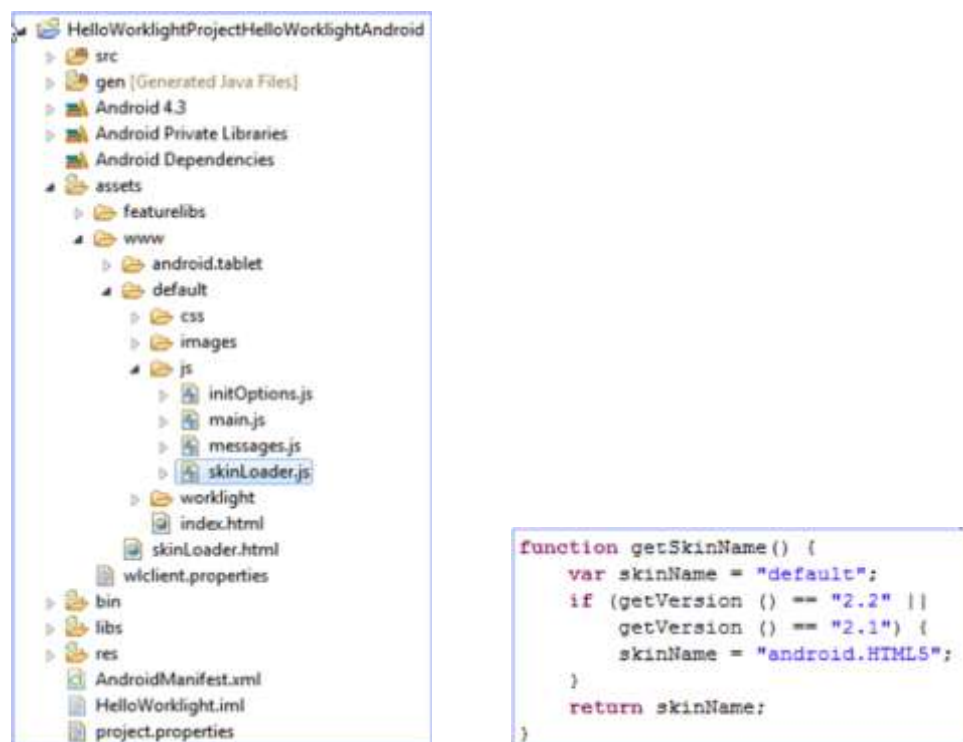 HelloWorklightProjectHelloWorklightAndroid
src
gen [Generated Java Files]
Android 4.3
Android Private Libraries
Android Dependencies
assets
featurelibs
www
android.tablet
default
css
images
js
initOptions.js
main.js
messages.js
skinLoader.js
worklight
index.html
skinLoader.html
wlclient.properties
bin
libs
res
AndroidManifest.xml
HelloWorklight.iml
project.properties
function getSkinName() {
    var skinName = "default";
    if (getVersion () == "2.2" ||
        getVersion () == "2.1") {
        skinName = "android.HTML5";
    }
    return skinName;
}